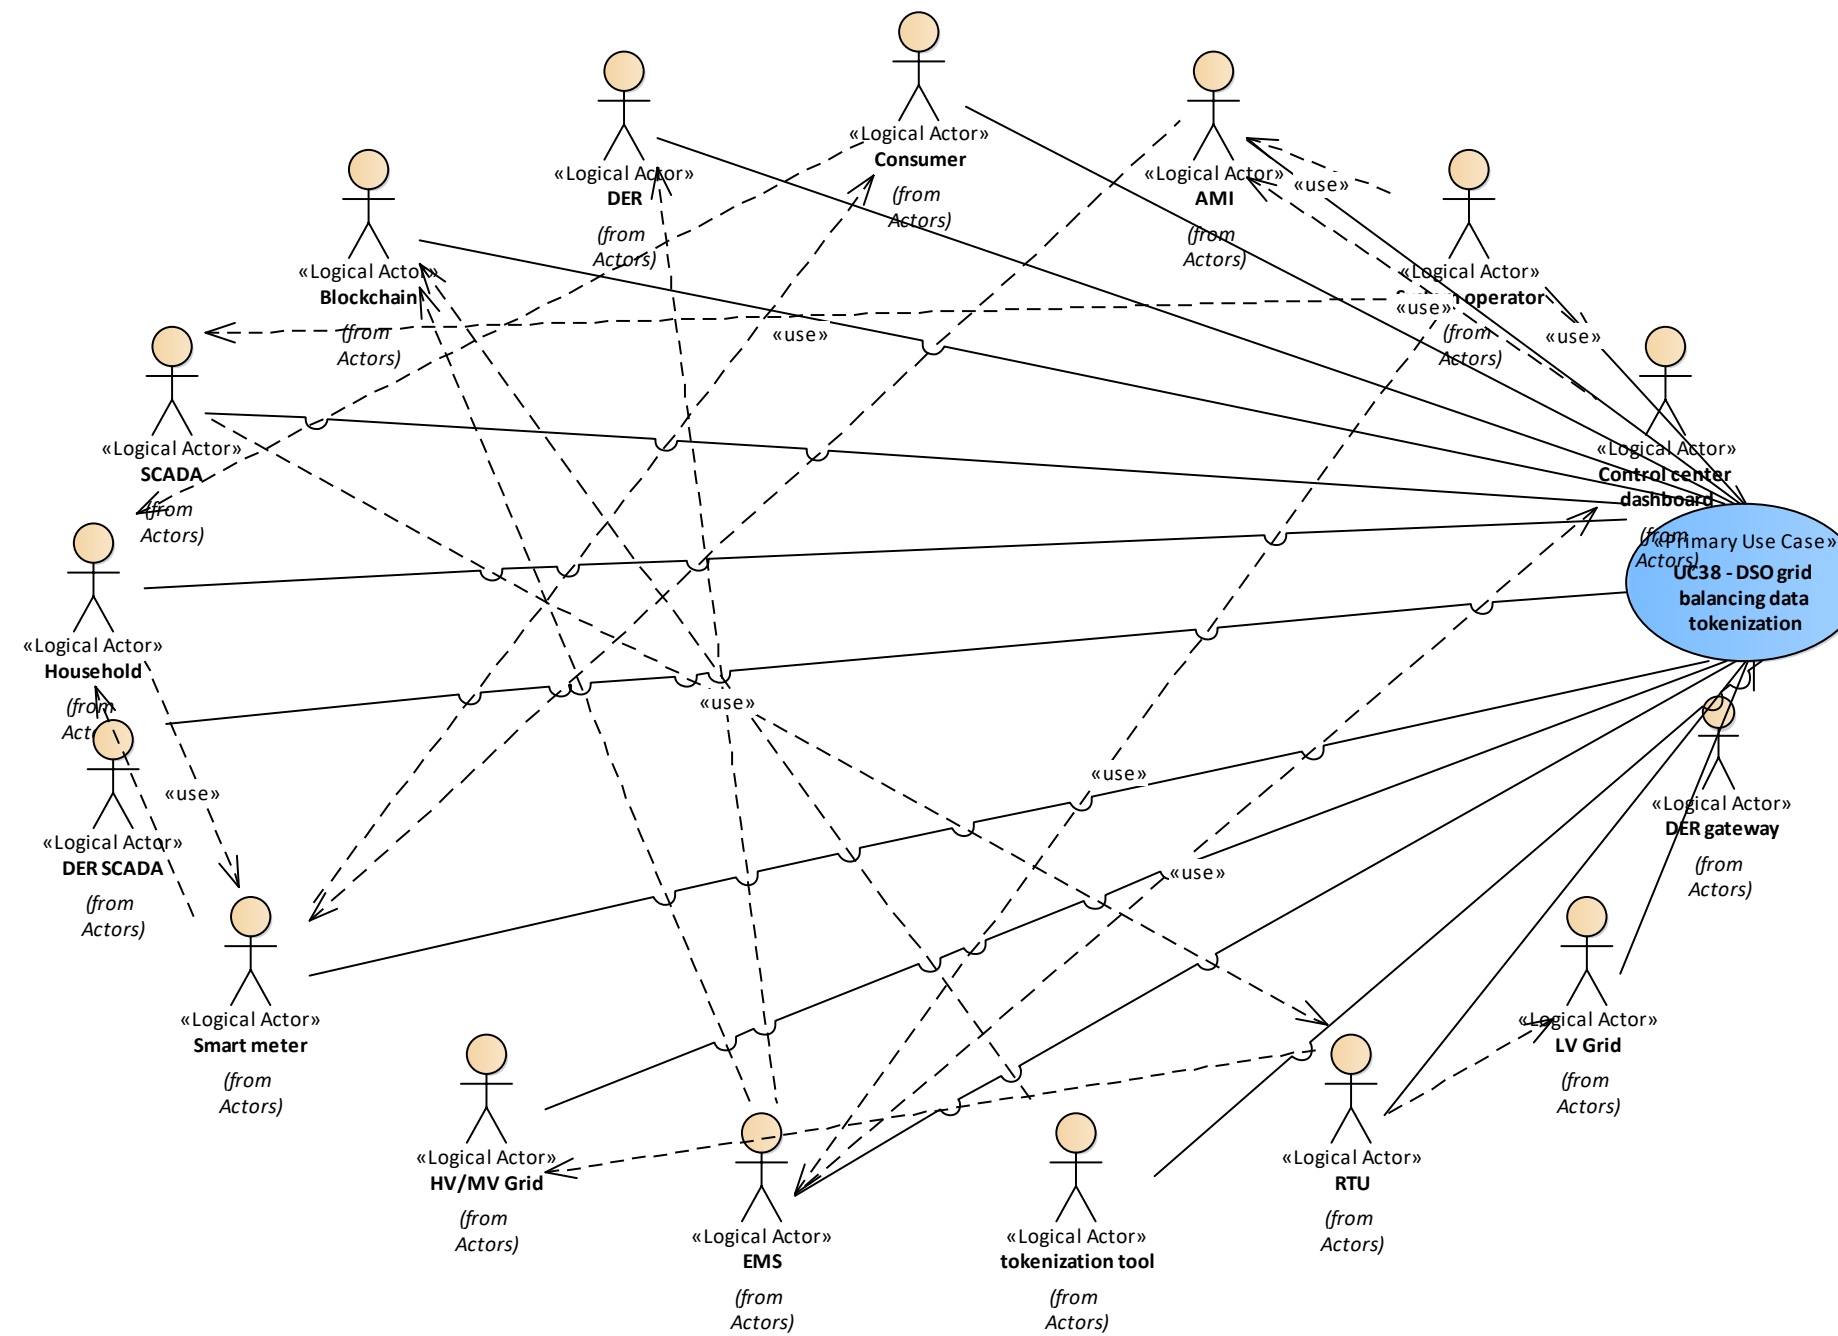 «Logical Actor»
Consumer
(from
Actors)
«Logical Actor»
DER
(from
Actors)
«Logical Actor»
AMI
(from
Actors)
«use»
«Logical Actor»
Blockchain
(from
Actors)
«Logical Actor»
operator
(from
Actors)
«use»
«use»
«use»
«Logical Actor»
SCADA
(from
Actors)
«Logical Actor»
Control center
dashboard
(from
Actors)
«Primary Use Case»
UC38 - DSO grid
balancing data
tokenization
«Logical Actor»
Household
(from
Actors)
«use»
«use»
«use»
«use»
«Logical Actor»
DER SCADA
(from
Actors)
«Logical Actor»
DER gateway
(from
Actors)
«Logical Actor»
Smart meter
(from
Actors)
«Logical Actor»
LV Grid
(from
Actors)
«Logical Actor»
HV/MV Grid
(from
Actors)
«Logical Actor»
RTU
(from
Actors)
«Logical Actor»
EMS
(from
Actors)
«Logical Actor»
tokenization tool
(from
Actors)